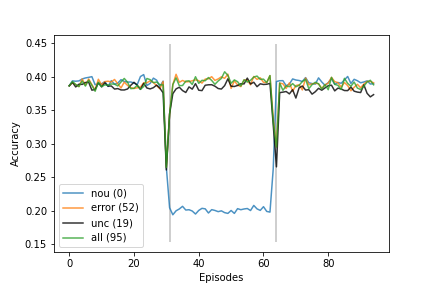 0.45
0.40
0.35
0.30
0.25
0.20
0.15
Accuracy
nou (0)
error (52)
unc (19)
all (95)
0 20 40 60 80
Episodes